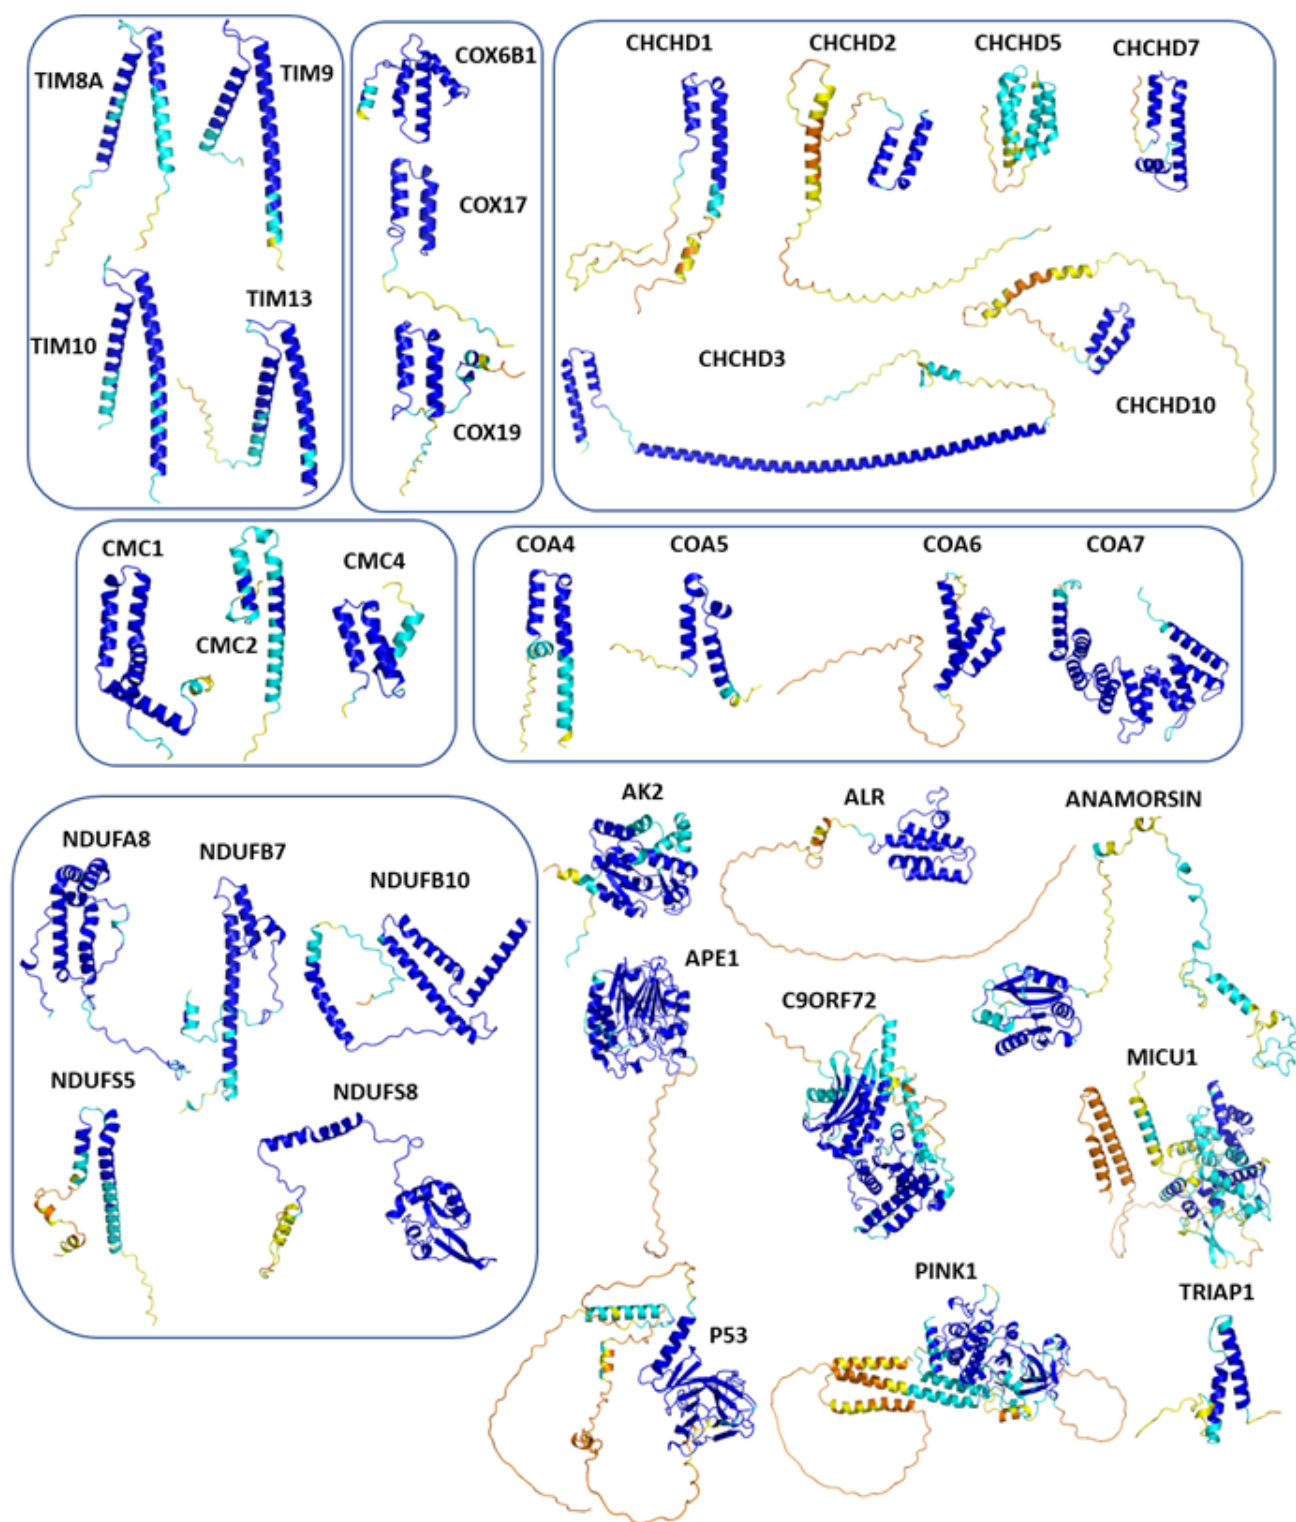 TIM8A
TIM9
TIM10
TIM13
COX6B1
COX17
COX19
CHCHD1
CHCHD2
CHCHD5
CHCHD7
CHCHD3
CHCHD10
CMC1
CMC2
CMC4
COA4
COA5
COA6
COA7
NDUFA8
NDUFB7
NDUFB10
NDUFS5
NDUFS8
AK2
ALR
ANAMORSIN
APE1
C9ORF72
MICU1
P53
PINK1
TRIAP1